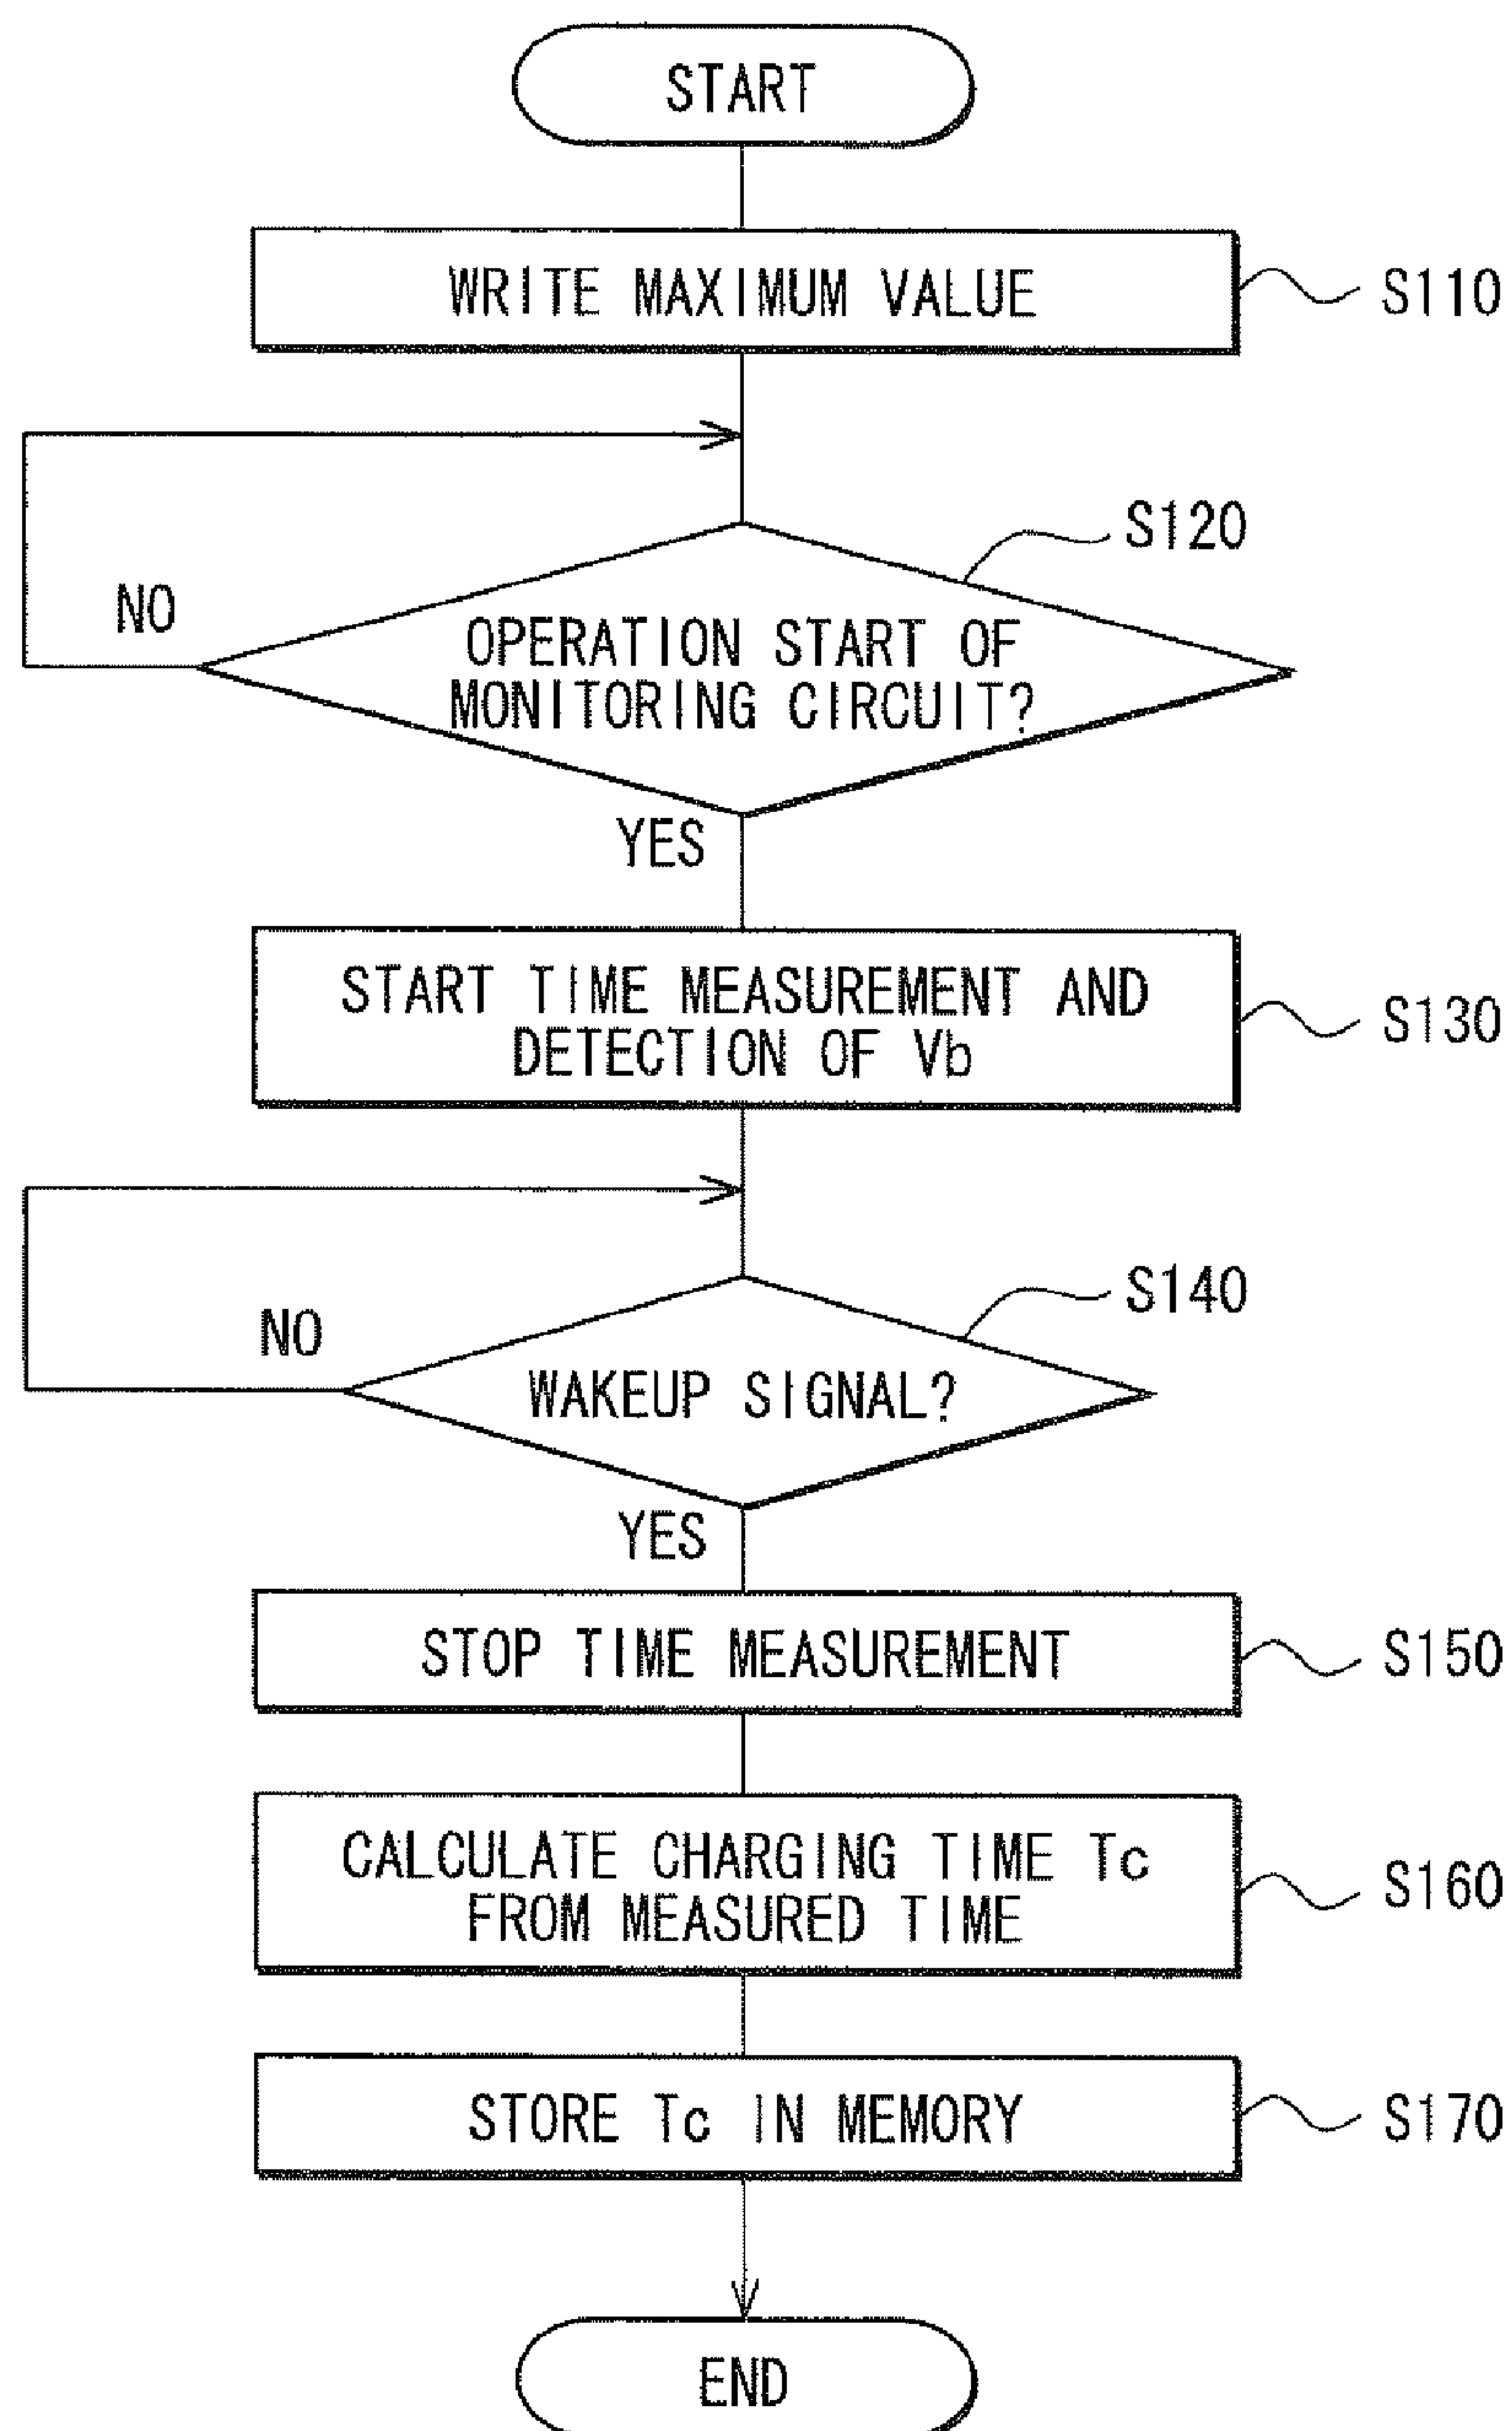 START
WRITE MAXIMUM VALUE
S110
S120
NO
OPERATION START OF
MONITORING CIRCUIT?
YES
START TIME MEASUREMENT AND
DETECTION OF Vb
S130
S140
NO
WAKEUP SIGNAL?
YES
STOP TIME MEASUREMENT
S150
CALCULATE CHARGING TIME Tc
FROM MEASURED TIME
S160
STORE Tc IN MEMORY
S170
END